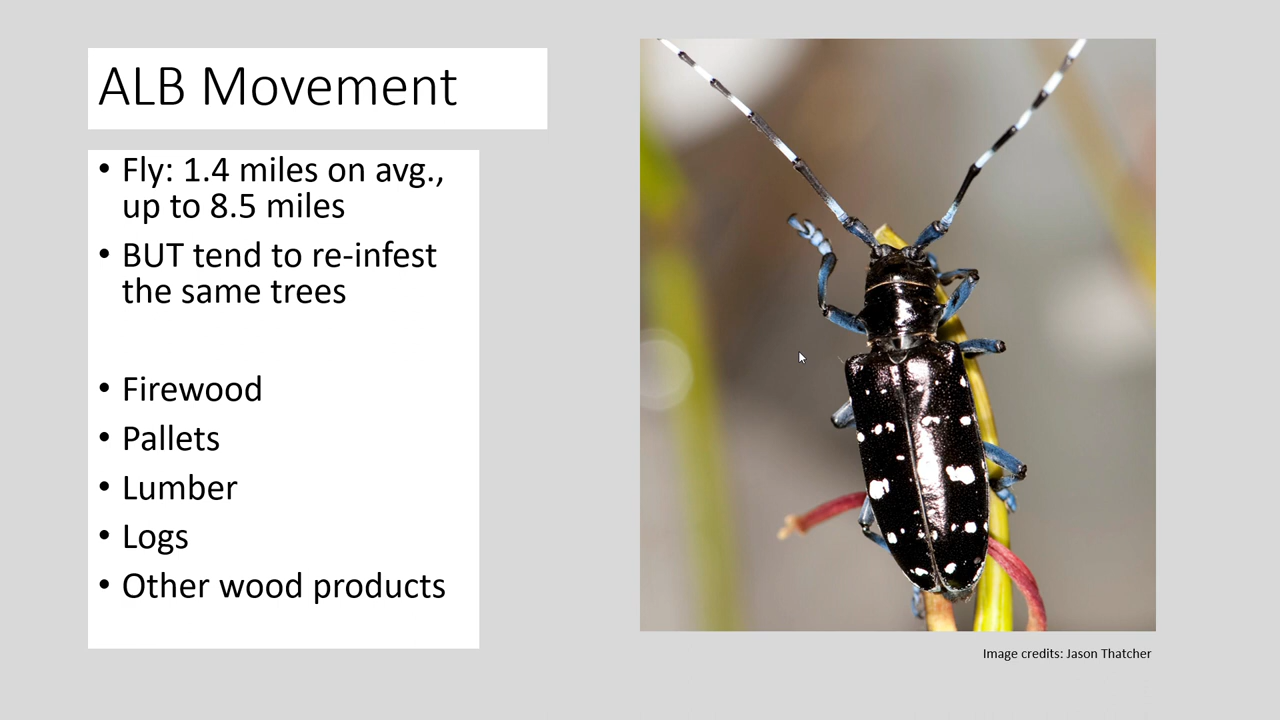 ALB Movement
• Fly: 1.4 miles on avg.,
up to 8.5 miles
• BUT tend to re-infest
the same trees
• Firewood
• Pallets
• Lumber
• Logs
• Other wood products
Image credits: Jason Thatcher